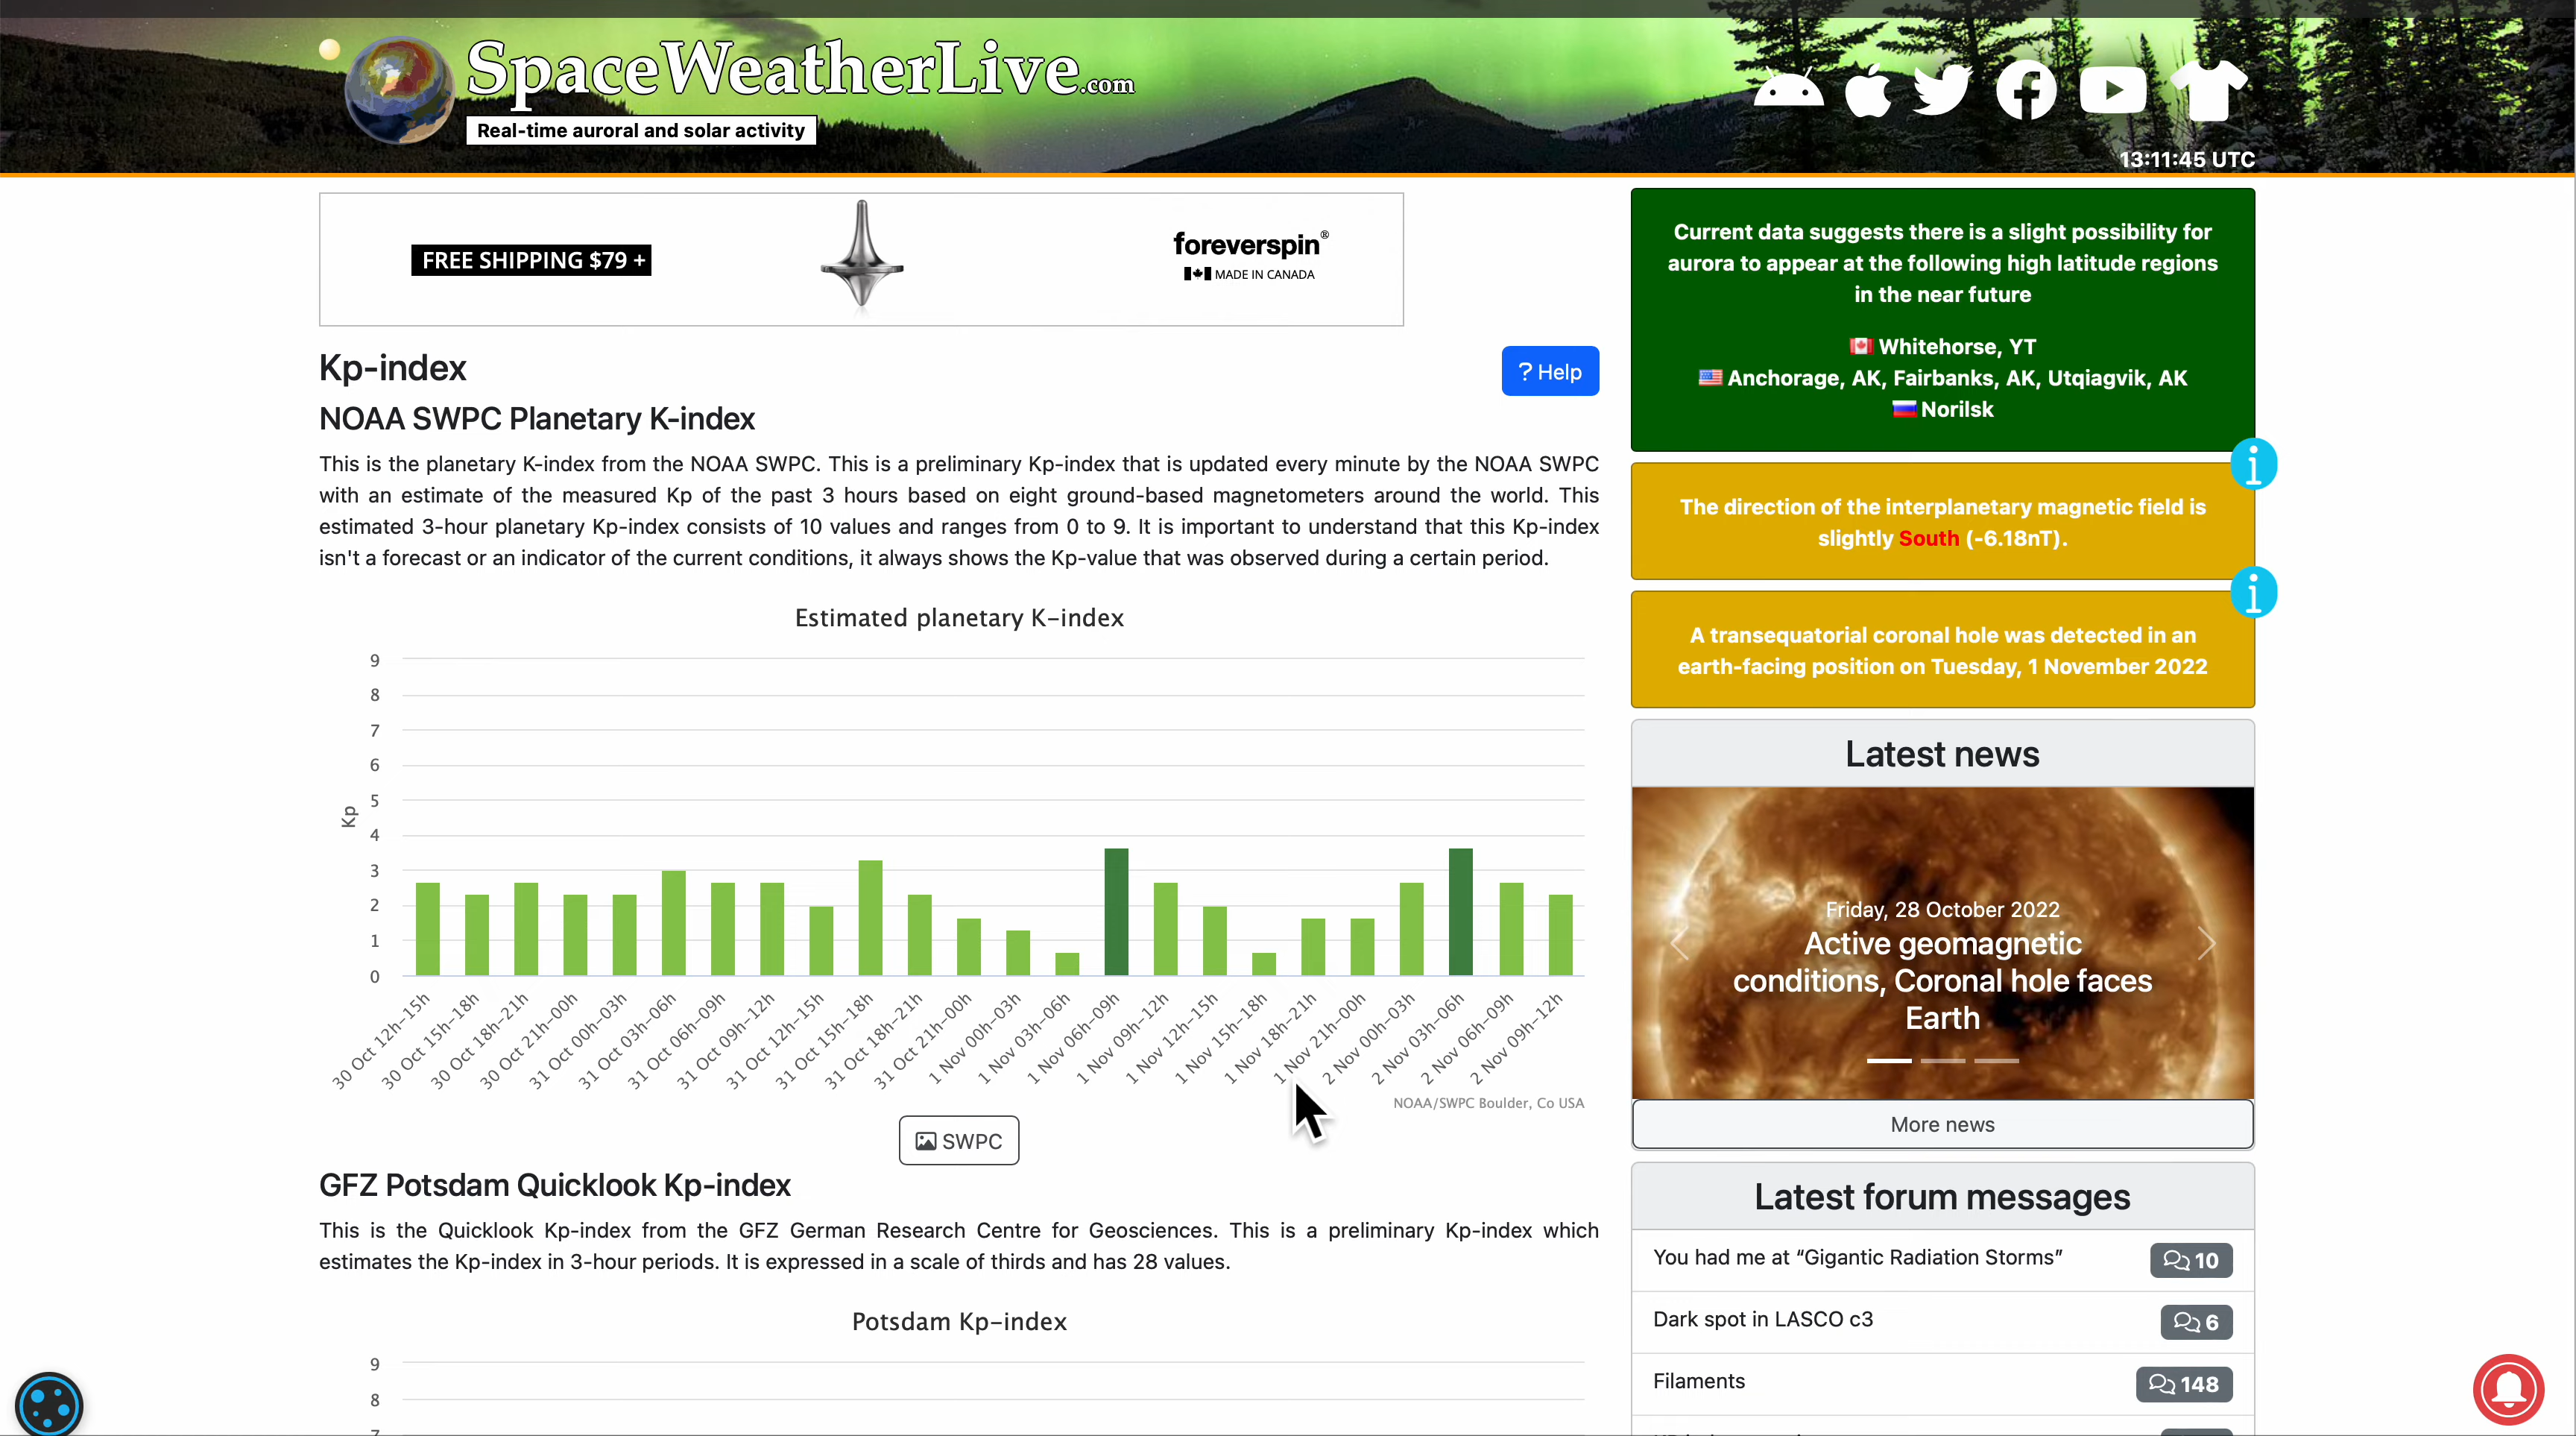 SpaceWeatherLive.com
Real-time auroral and solar activity
13:11:45 UTC
FREE SHIPPING $79 +
foreverspin®
MADE IN CANADA
Kp-index
? Help
NOAA SWPC Planetary K-index
This is the planetary K-index from the NOAA SWPC. This is a preliminary Kp-index that is updated every minute by the NOAA SWPC
with an estimate of the measured Kp of the past 3 hours based on eight ground-based magnetometers around the world. This
estimated 3-hour planetary Kp-index consists of 10 values and ranges from 0 to 9. It is important to understand that this Kp-index
isn't a forecast or an indicator of the current conditions, it always shows the Kp-value that was observed during a certain period.
Estimated planetary K-index
9
8
7
6
5
4
3
2
1
0
Kp
30 Oct 12h-15h
30 Oct 15h-18h
30 Oct 18h-21h
30 Oct 21h-00h
31 Oct 00h-03h
31 Oct 03h-06h
31 Oct 06h-09h
31 Oct 09h-12h
31 Oct 12h-15h
31 Oct 15h-18h
31 Oct 18h-21h
31 Oct 21h-00h
1 Nov 00h-03h
1 Nov 03h-06h
1 Nov 06h-09h
1 Nov 09h-12h
1 Nov 12h-15h
1 Nov 15h-18h
1 Nov 18h-21h
1 Nov 21h-00h
2 Nov 00h-03h
2 Nov 03h-06h
2 Nov 06h-09h
2 Nov 09h-12h
NOAA/SWPC Boulder, Co USA
SWPC
GFZ Potsdam Quicklook Kp-index
This is the Quicklook Kp-index from the GFZ German Research Centre for Geosciences. This is a preliminary Kp-index which
estimates the Kp-index in 3-hour periods. It is expressed in a scale of thirds and has 28 values.
Potsdam Kp-index
9
8
Current data suggests there is a slight possibility for
aurora to appear at the following high latitude regions
in the near future
Whitehorse, YT
Anchorage, AK, Fairbanks, AK, Utqiagvik, AK
Norilsk
i
The direction of the interplanetary magnetic field is
slightly South (-6.18nT).
i
A transequatorial coronal hole was detected in an
earth-facing position on Tuesday, 1 November 2022
Latest news
Friday, 28 October 2022
Active geomagnetic
conditions, Coronal hole faces
Earth
More news
Latest forum messages
You had me at “Gigantic Radiation Storms” 10
Dark spot in LASCO c3 6
Filaments 148